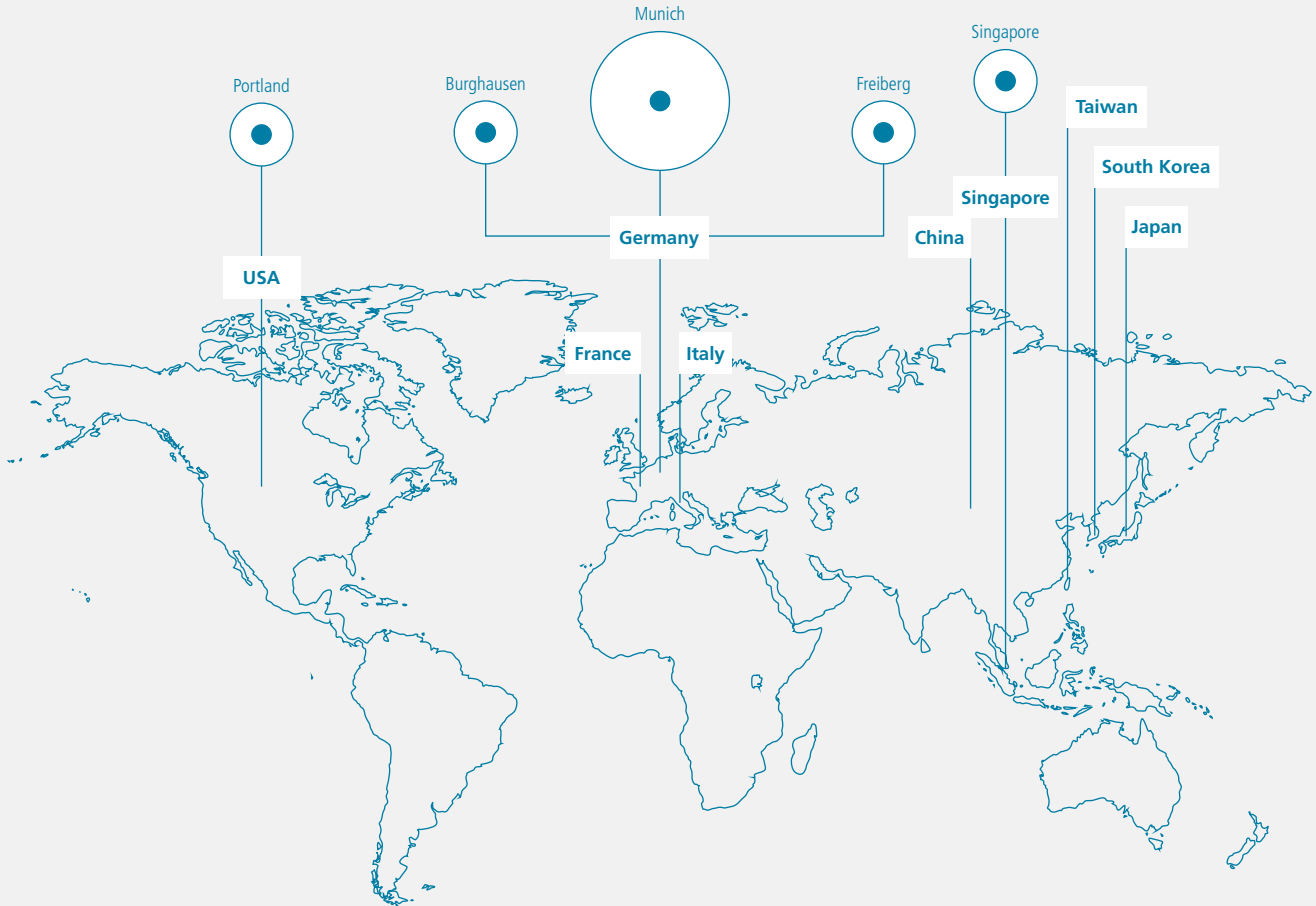 Munich
Singapore
Portland
Burghausen
Freiberg
Taiwan
South Korea
Singapore
Japan
Germany
China
USA
France
Italy